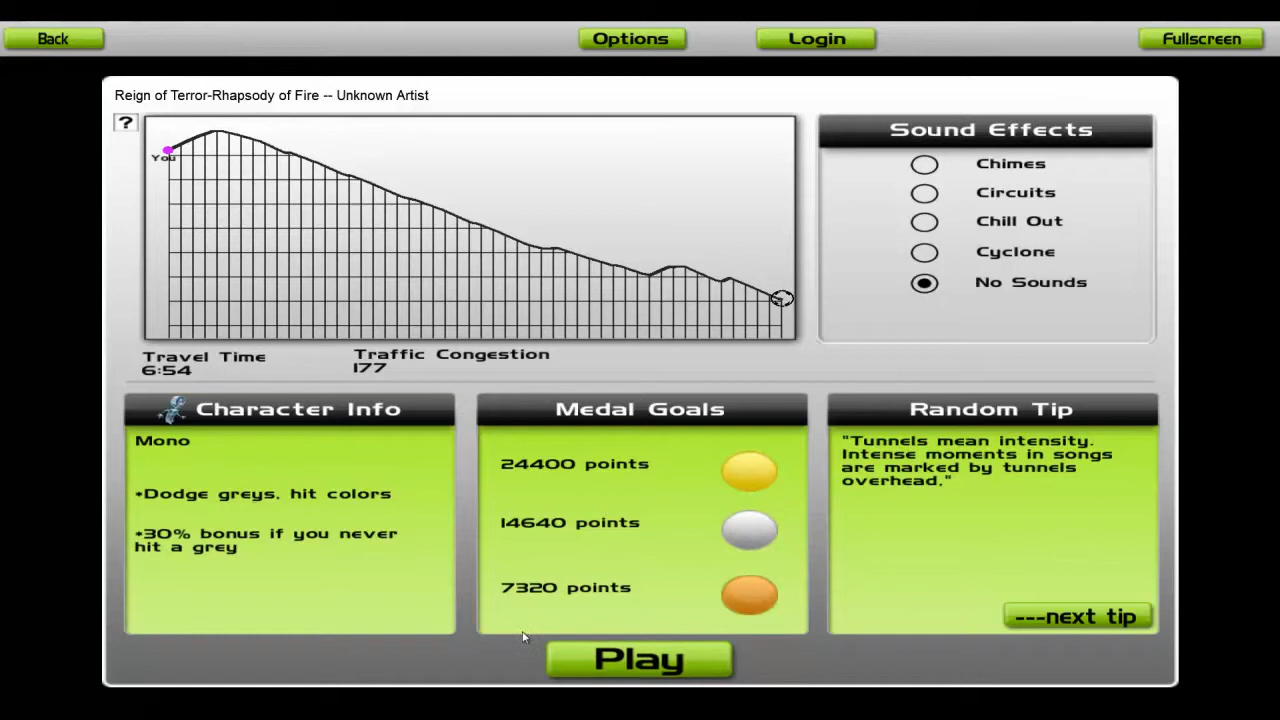 Back
Options
Login
Fullscreen
Reign of Terror-Rhapsody of Fire -- Unknown Artist
?
You
Sound Effects
Chimes
Circuits
Chill Out
Cyclone
No Sounds
Travel Time
6:54
Traffic Congestion
177
Character Info
Mono
*Dodge greys, hit colors
*30% bonus if you never
hit a grey
Medal Goals
24400 points
14640 points
7320 points
Random Tip
"Tunnels mean intensity.
Intense moments in songs
are marked by tunnels
overhead."
---next tip
Play